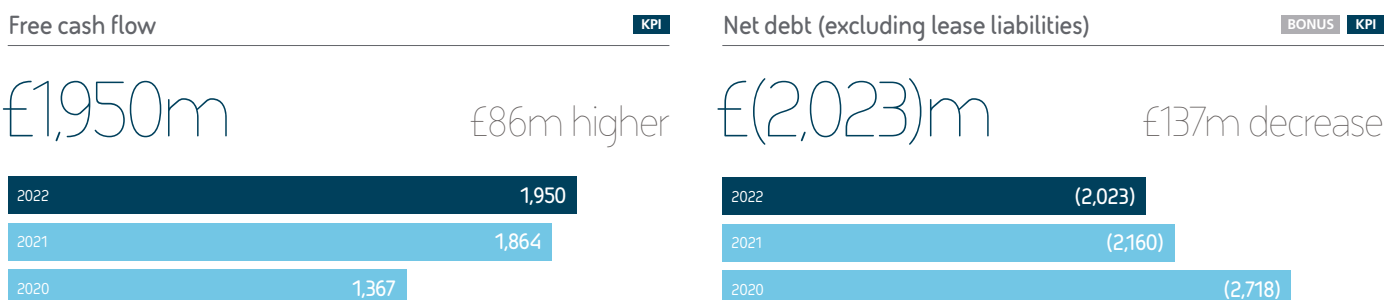 Free cash flow KPI
£1,950m £86m higher
2022 1,950
2021 1,864
2020 1,367
Net debt (excluding lease liabilities) BONUS KPI
£(2,023)m £137m decrease
2022 (2,023)
2021 (2,160)
2020 (2,718)